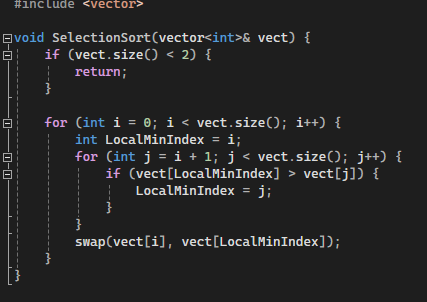 #include <vector>
void SelectionSort(vector<int>& vect) {
    if (vect.size() < 2) {
        return;
    }
    for (int i = 0; i < vect.size(); i++) {
        int LocalMinIndex = i;
        for (int j = i + 1; j < vect.size(); j++) {
            if (vect[LocalMinIndex] > vect[j]) {
                LocalMinIndex = j;
            }
        }
        swap(vect[i], vect[LocalMinIndex]);
    }
}